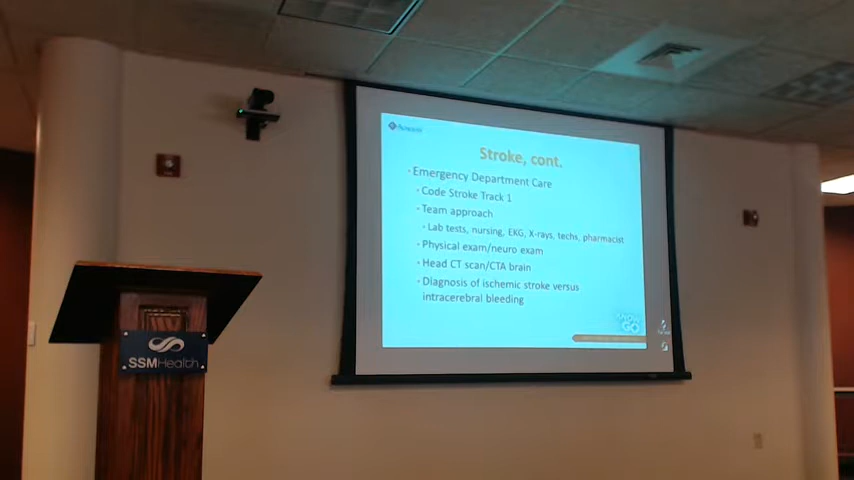 Stroke, cont.
Emergency Department Care
Code Stroke Track 1
Team approach
Lab tests, nursing, EKG, X-rays, techs, pharmacist
Physical exam/neuro exam
Head CT scan/CTA brain
Diagnosis of ischemic stroke versus
intracerebral bleeding
SSMHealth